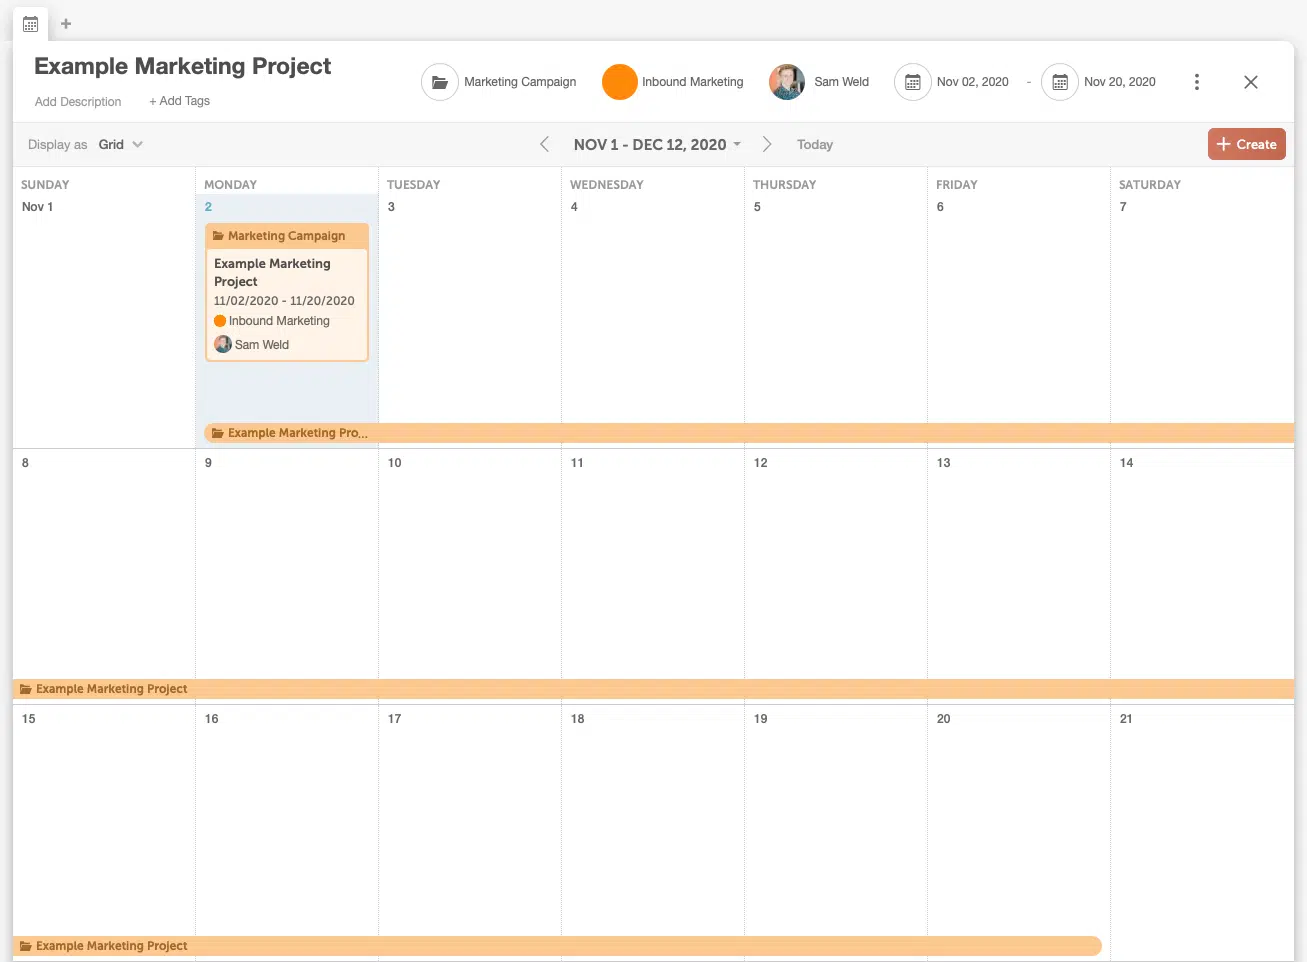 +
Example Marketing Project
Add Description + Add Tags
Marketing Campaign Inbound Marketing Sam Weld Nov 02, 2020 - Nov 20, 2020
Display as Grid NOV 1 - DEC 12, 2020 Today + Create
SUNDAY MONDAY TUESDAY WEDNESDAY THURSDAY FRIDAY SATURDAY
Nov 1 2 3 4 5 6 7
Marketing Campaign
Example Marketing
Project
11/02/2020 - 11/20/2020
Inbound Marketing
Sam Weld
Example Marketing Pro...
8 9 10 11 12 13 14
Example Marketing Project
15 16 17 18 19 20 21
Example Marketing Project